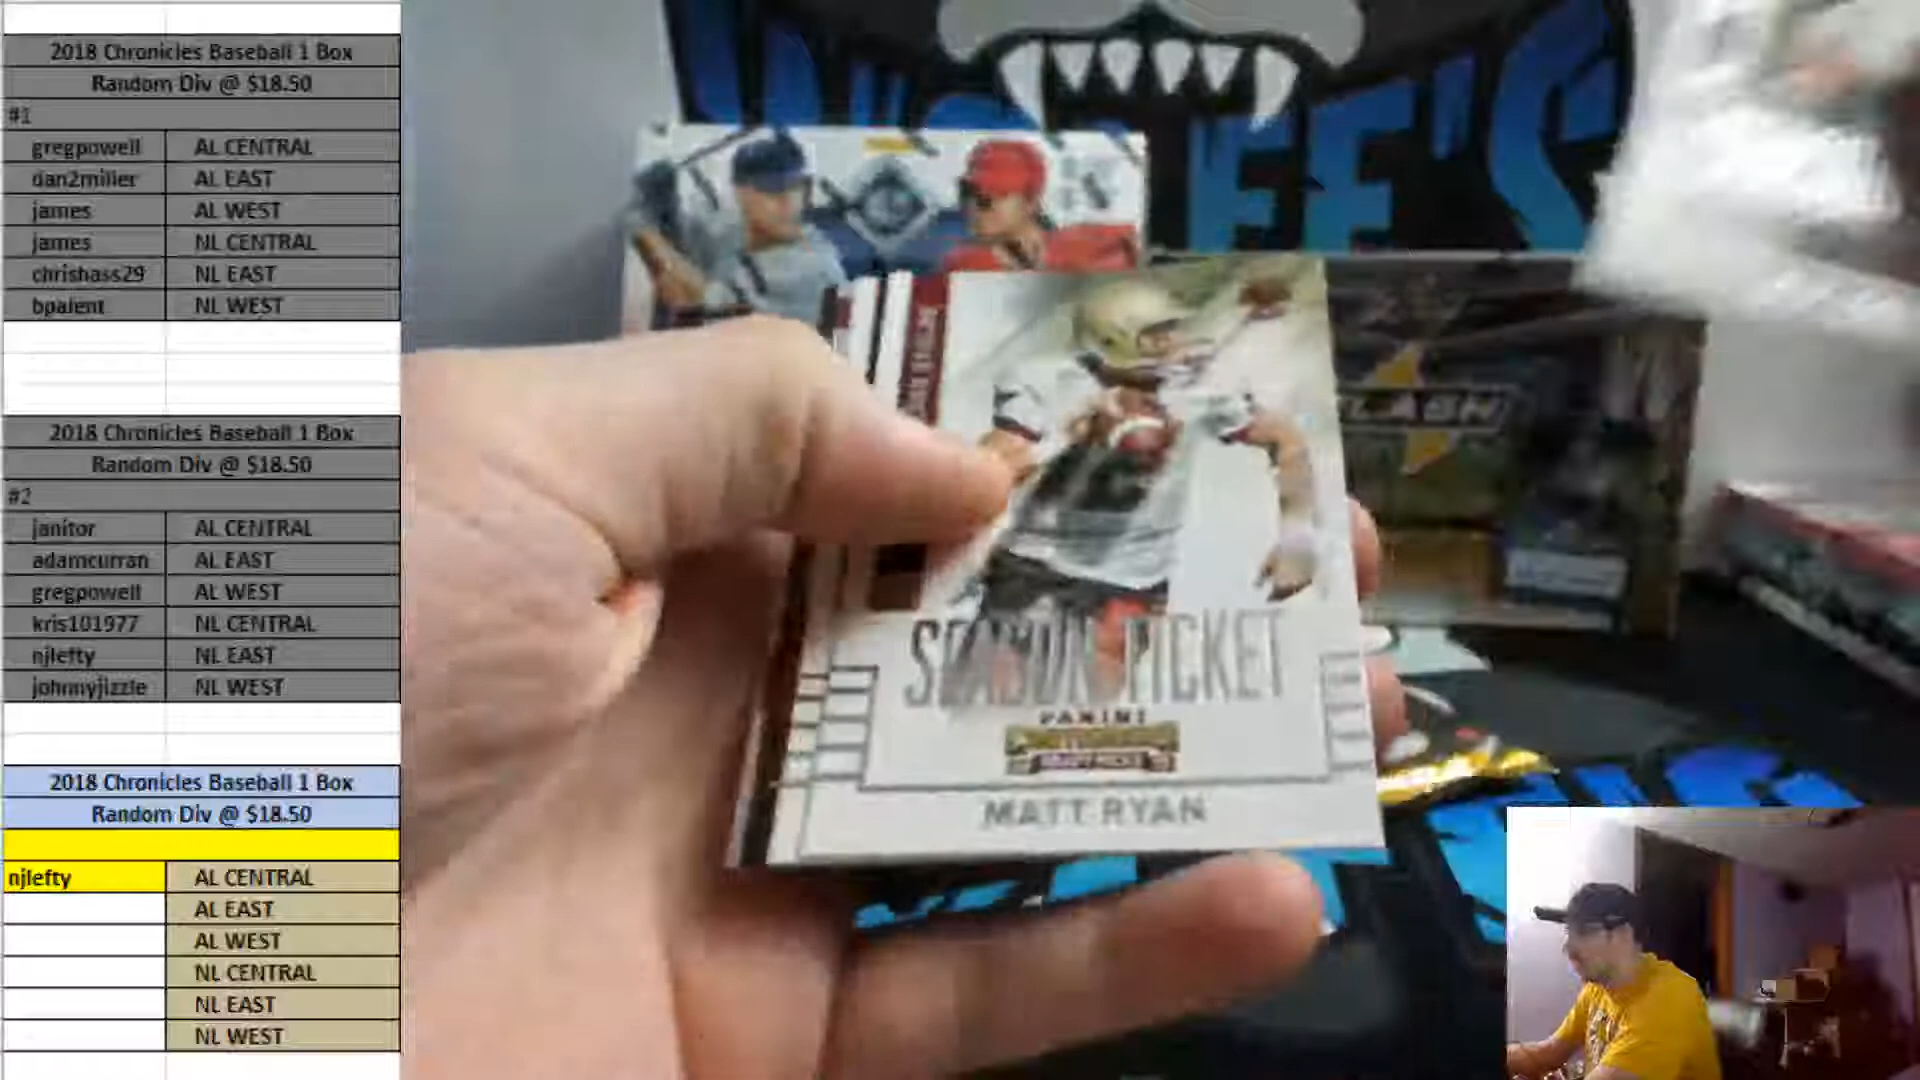 2018 Chronicles Baseball 1 Box
Random Div @ $18.50
#1
gregpowell AL CENTRAL
dan2miller AL EAST
james AL WEST
james NL CENTRAL
chrishass29 NL EAST
bpalent NL WEST
2018 Chronicles Baseball 1 Box
Random Div @ $18.50
#2
janitor AL CENTRAL
adamcurran AL EAST
gregpowell AL WEST
kris101977 NL CENTRAL
njlefty NL EAST
johnnyjizzle NL WEST
2018 Chronicles Baseball 1 Box
Random Div @ $18.50
njlefty AL CENTRAL
AL EAST
AL WEST
NL CENTRAL
NL EAST
NL WEST
SEASON TICKET
PANINI
MATT RYAN